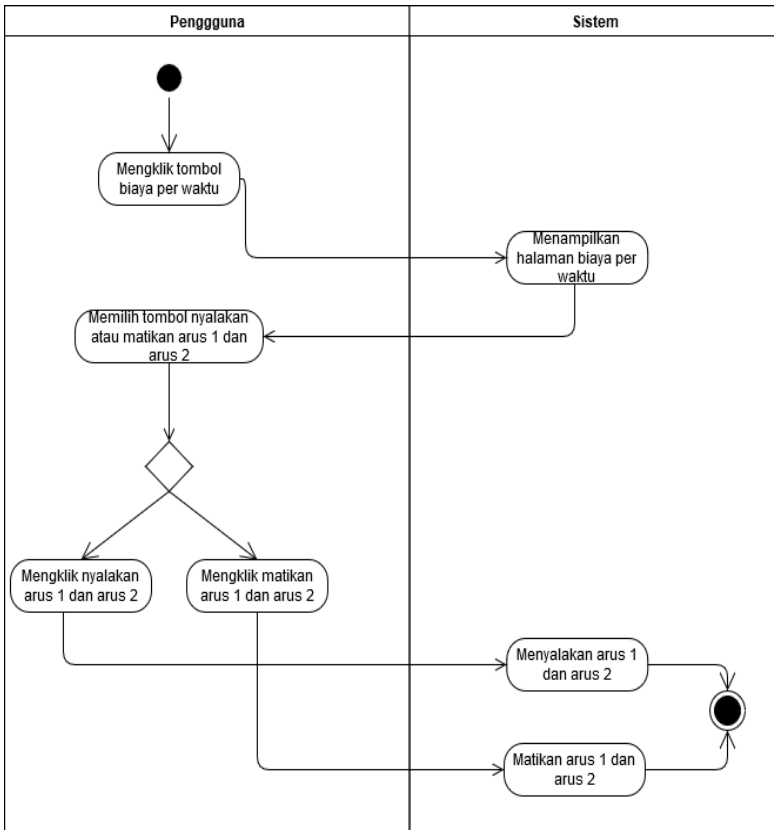 Penggguna
Sistem
Mengklik tombol
biaya per waktu
Menampilkan
halaman biaya per
waktu
Memilih tombol nyalakan
atau matikan arus 1 dan
arus 2
Mengklik nyalakan
arus 1 dan arus 2
Mengklik matikan
arus 1 dan arus 2
Menyalakan arus 1
dan arus 2
Matikan arus 1 dan
arus 2